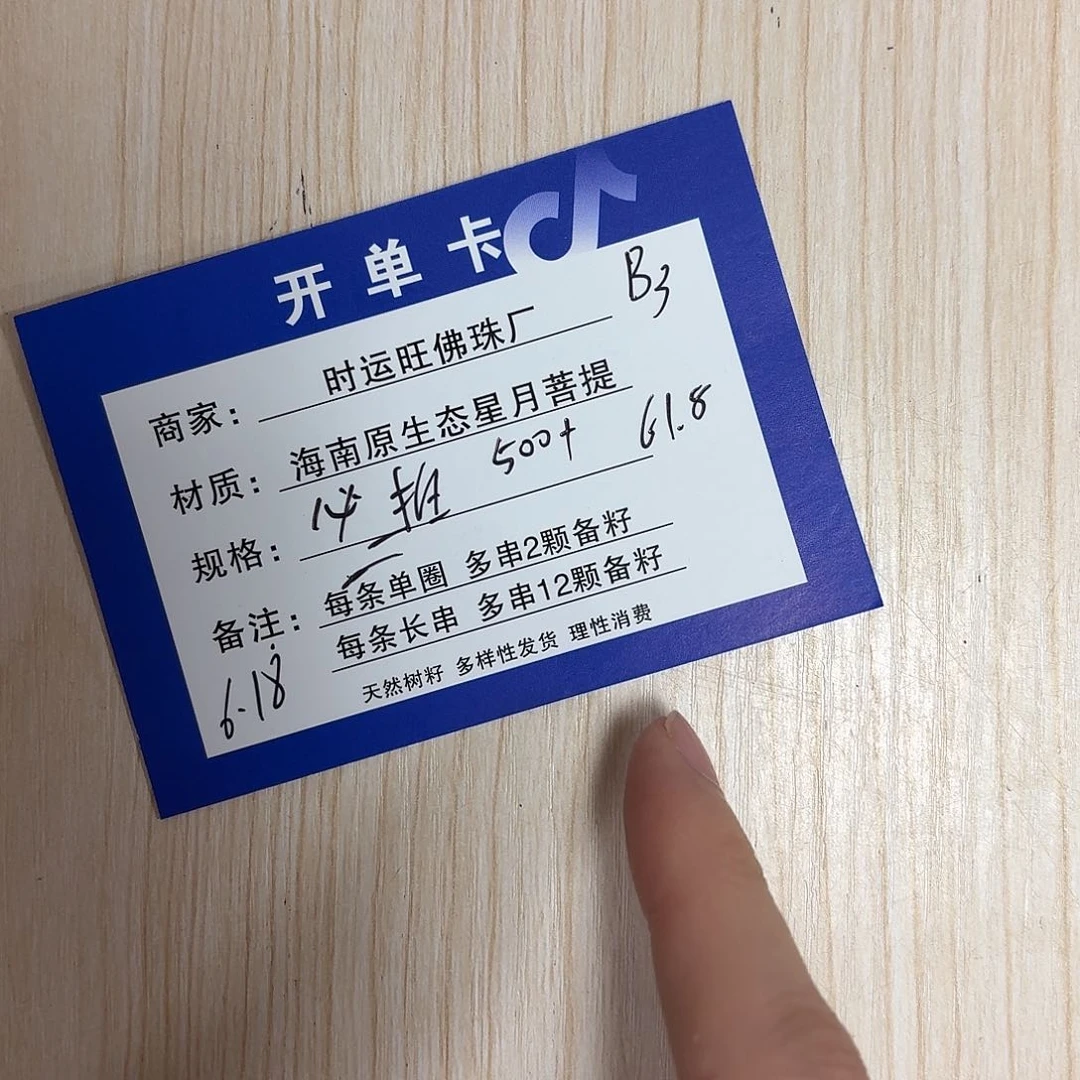 开单卡
B3
商家：时运旺佛珠厂
材质：海南原生态星月菩提
规格：14 500+ 61.8
备注：每条单圈 多串2颗备籽
每条长串 多串12颗备籽
天然树籽 多样性发货 理性消费
6.18